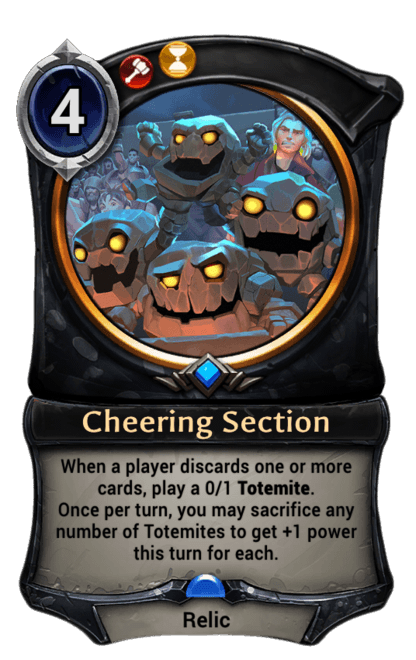 4
Cheering Section
When a player discards one or more
cards, play a 0/1 Totemite.
Once per turn, you may sacrifice any
number of Totemites to get +1 power
this turn for each.
Relic